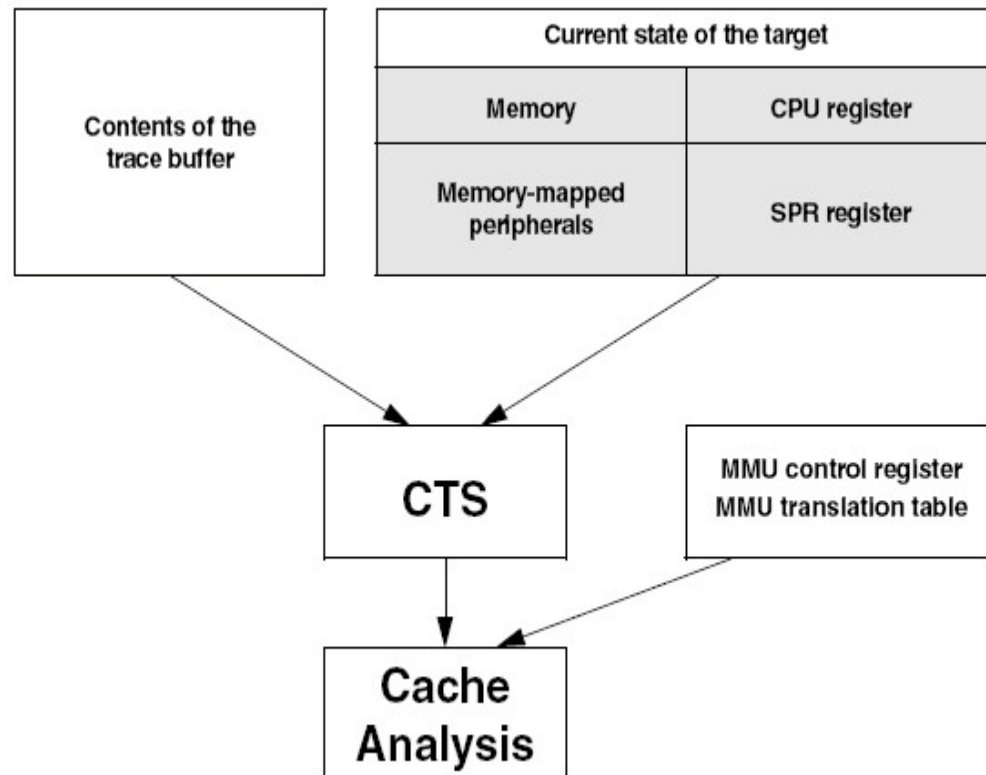 Contents of the
trace buffer
Current state of the target
Memory
CPU register
Memory-mapped
peripherals
SPR register
CTS
MMU control register
MMU translation table
Cache
Analysis